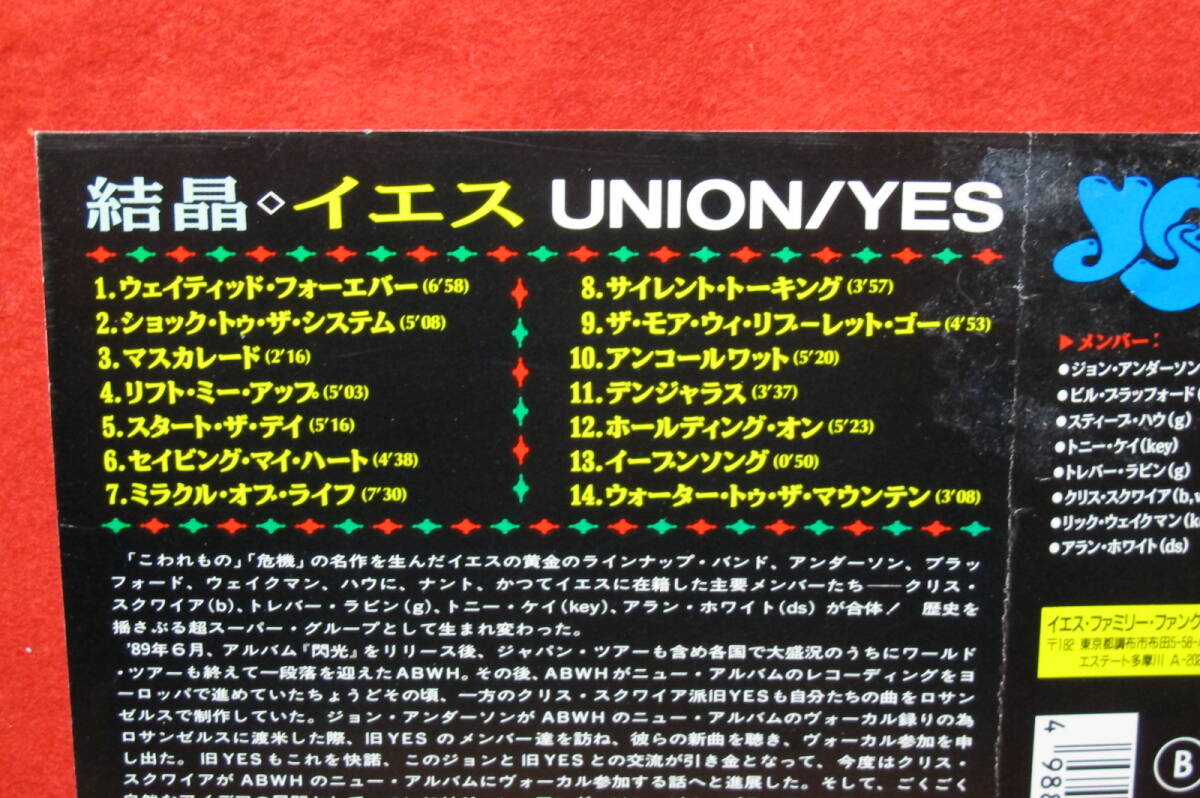 結晶◇イエス UNION/YES
1.ウェイティッド・フォーエバー(6'58)
2.ショック・トゥ・ザ・システム(5'08)
3.マスカレード(2'16)
4.リフト・ミー・アップ(5'03)
5.スタート・ザ・デイ(5'16)
6.セイビング・マイ・ハート(4'38)
7.ミラクル・オブ・ライフ(7'30)
8.サイレント・トーキング(3'57)
9.ザ・モア・ウィ・リブーレット・ゴー(4'53)
10.アンコールワット(5'20)
11.デンジャラス(3'37)
12.ホールディング・オン(5'23)
13.イーブンソング(0'50)
14.ウォーター・トゥ・ザ・マウンテン(3'08)
「こわれもの」「危機」の名作を生んだイエスの黄金のラインナップ・バンド、アンダーソン、ブラッ
フォード、ウェイクマン、ハウに、ナント、かつてイエスに在籍した主要メンバーたち——クリス・
スクワイア(b)、トレバー・ラビン(g)、トニー・ケイ(key)、アラン・ホワイト(ds)が合体! 歴史を
揺さぶる超スーパー・グループとして生まれ変わった。
'89年6月、アルバム『閃光』をリリース後、ジャパン・ツアーも含め各国で大盛況のうちにワールド
・ツアーも終えて一段落を迎えたABWH。その後、ABWHがニュー・アルバムのレコーディングをヨ
ーロッパで進めていたちょうどその頃、一方のクリス・スクワイア派旧YESも自分たちの曲をロサン
ゼルスで制作していた。ジョン・アンダーソンがABWHのニュー・アルバムのヴォーカル録りの為
ロサンゼルスに渡米した際、旧YESのメンバー達を訪ね、彼らの新曲を聴き、ヴォーカル参加を申
し出た。旧YESもこれを快諾、このジョンと旧YESとの交流が引き金となって、今度はクリス・
スクワイアがABWHのニュー・アルバムにヴォーカル参加する話へと進展した。そして、ごくごく
YES
▶メンバー:
●ジョン・アンダーソン
●ビル・ブラッフォード(
●スティーブ・ハウ(g)
●トニー・ケイ(key)
●トレバー・ラビン(g)
●クリス・スクワイア(b,v
●リック・ウェイクマン(k
●アラン・ホワイト(ds)
イエス・ファミリー・ファンク
〒182 東京都調布市布田5-58-
エステート多摩川 A-20
4 988
B